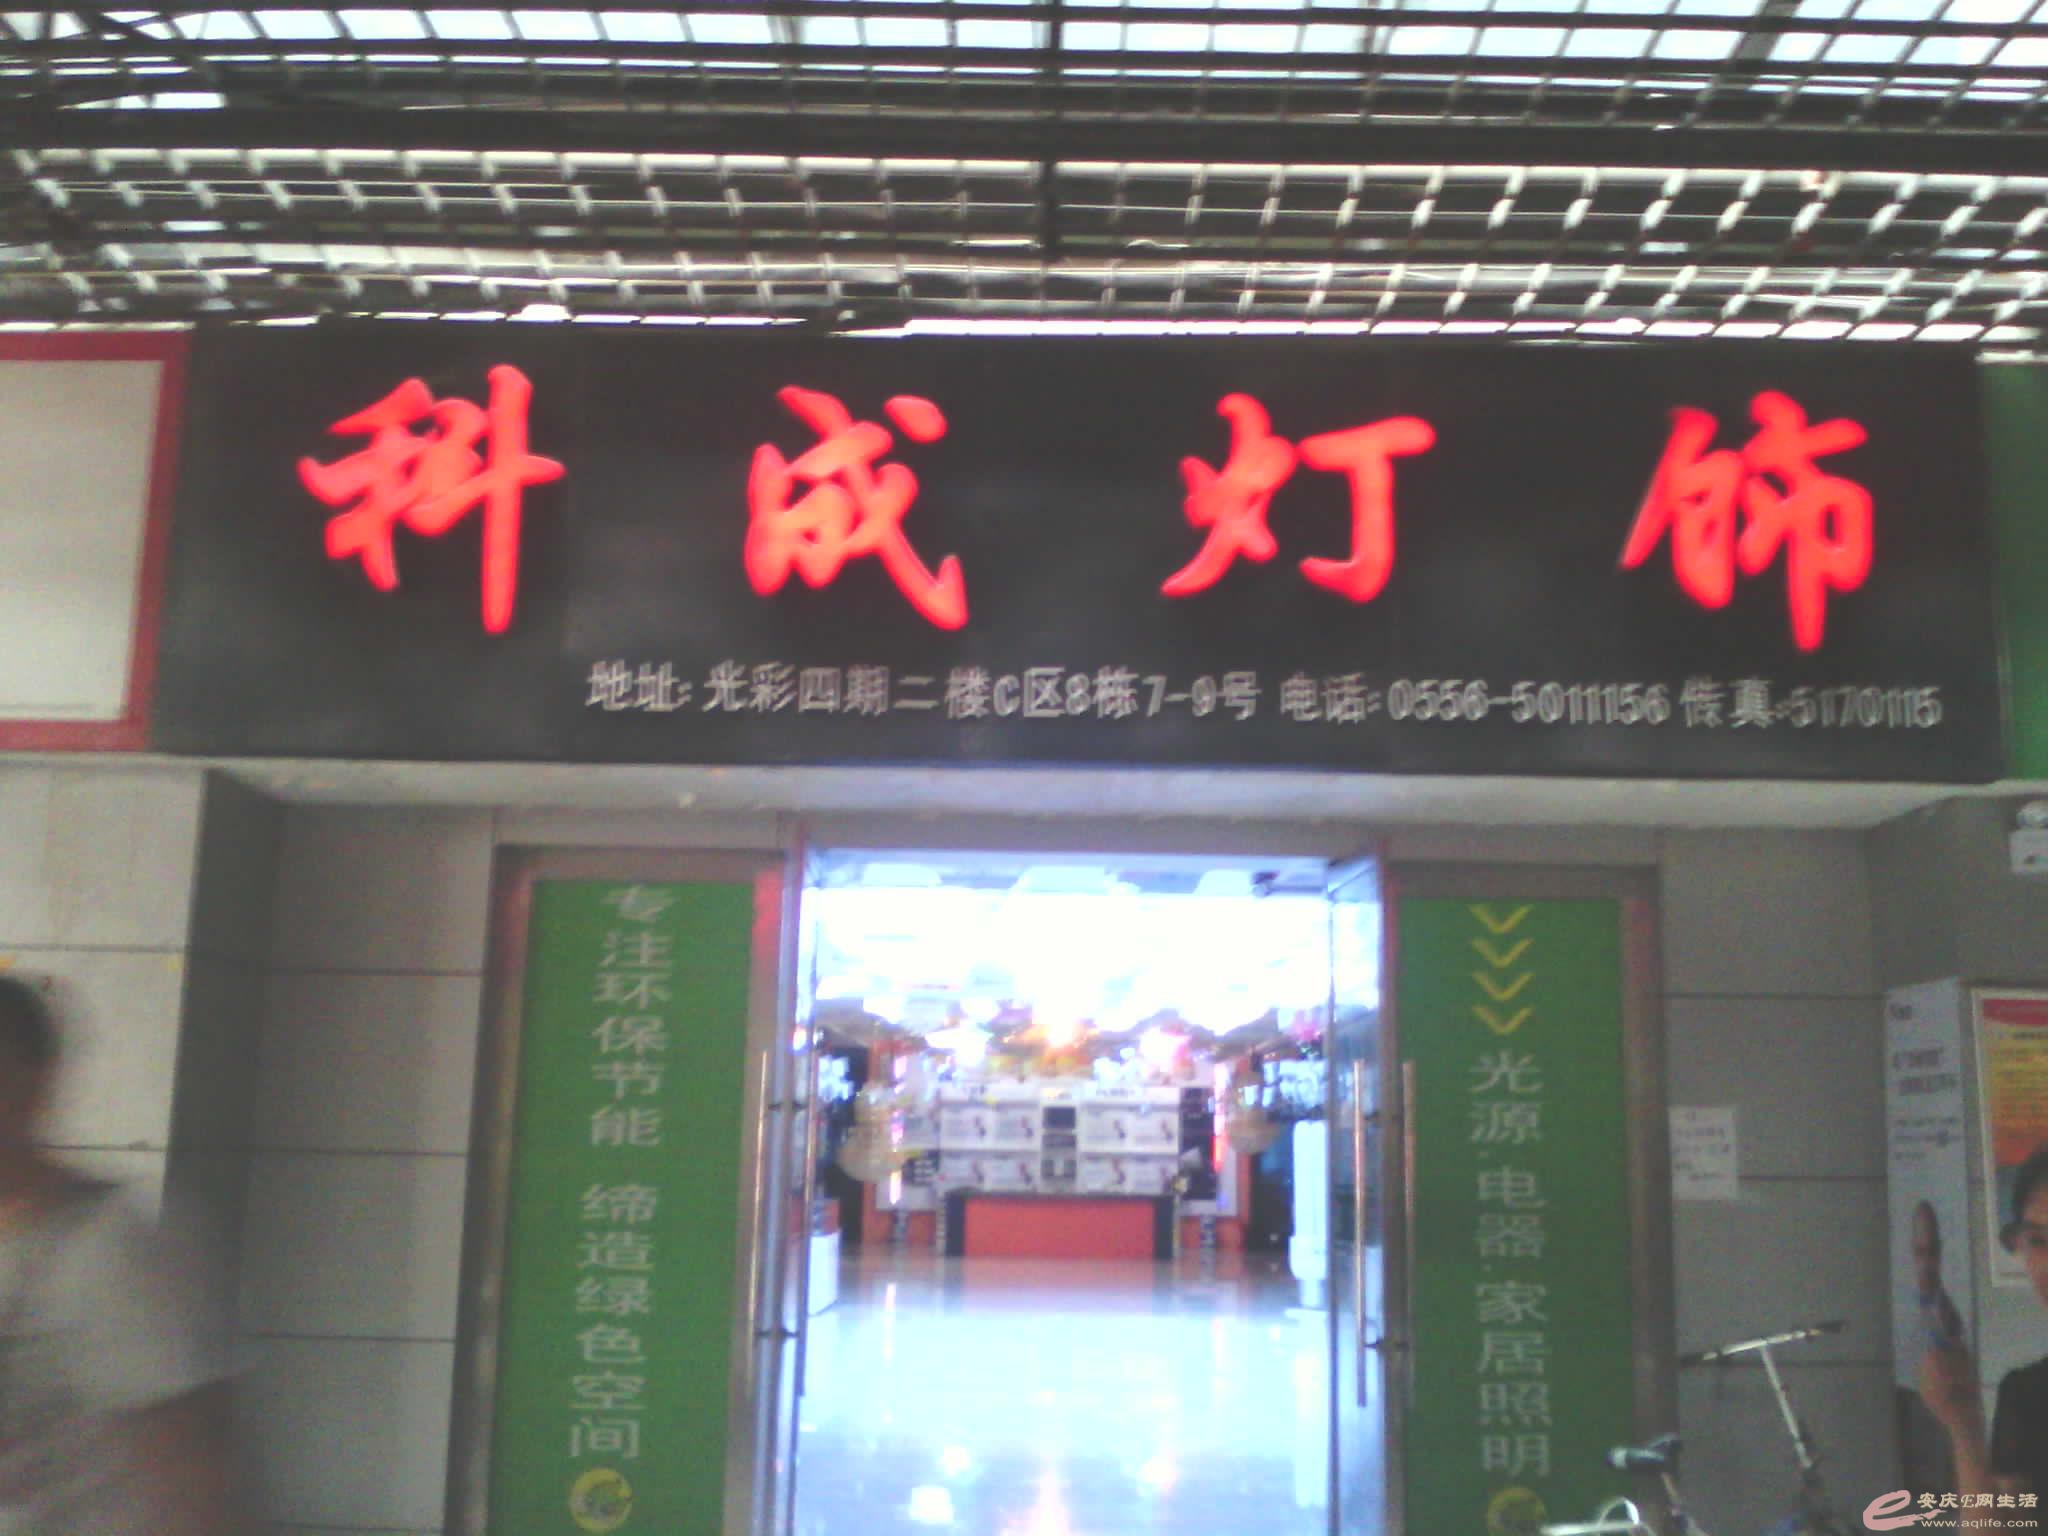 科成灯饰
地址:光彩四期二楼C区8栋7-9号 电话:0556-5011156 传真:5170115
专注环保节能 缔造绿色空间
光源·电器·家居照明
安庆E网生活
www.aqlife.com